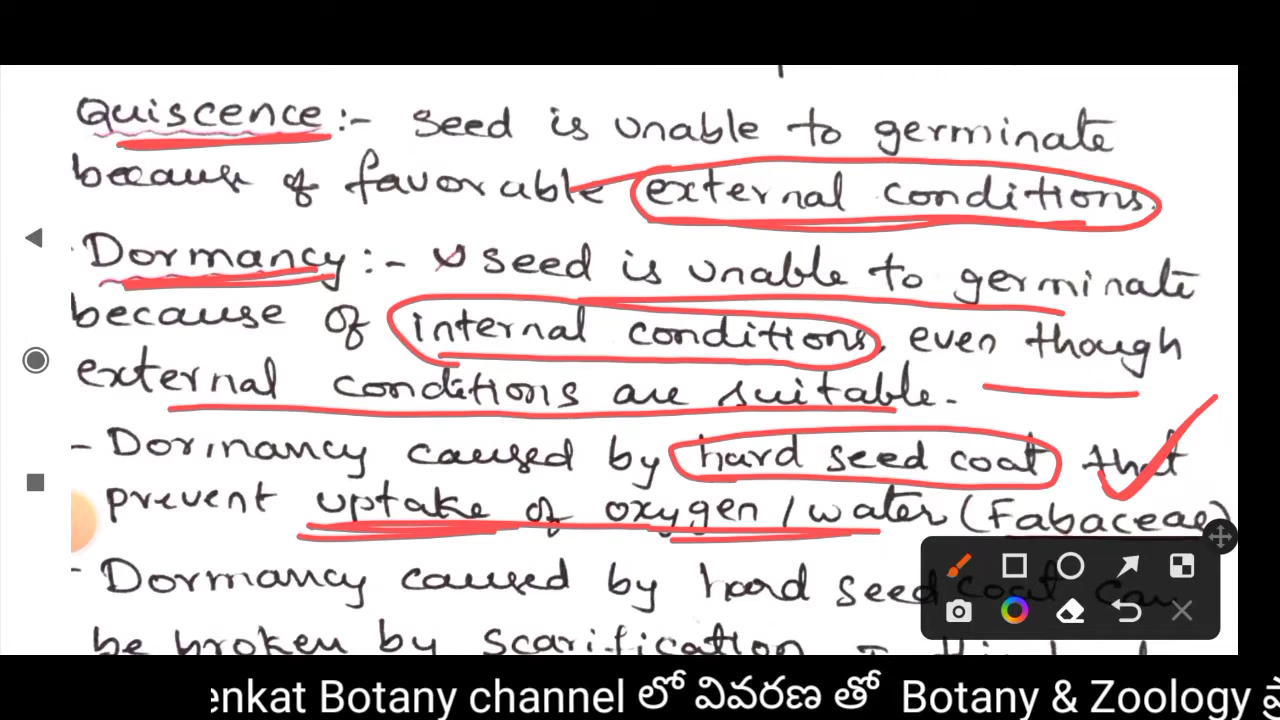 Quiscence :- seed is unable to germinate
because of favorable external conditions.
Dormancy :- seed is unable to germinate
because of internal conditions, even though
external conditions are suitable.
- Dormancy caused by hard seed coat that
prevent uptake of oxygen / water (Fabaceae)
- Dormancy caused by hard seed coat can
be broken by scarification
enkat Botany channel లో వివరణ తో Botany & Zoology